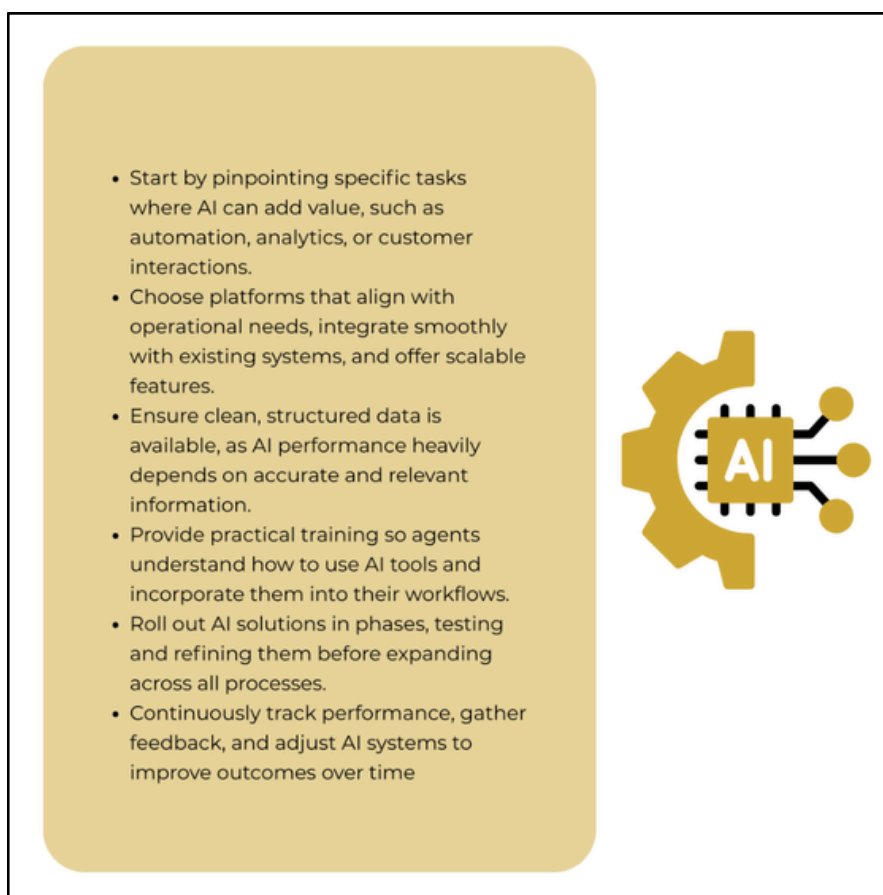 • Start by pinpointing specific tasks
where AI can add value, such as
automation, analytics, or customer
interactions.
• Choose platforms that align with
operational needs, integrate smoothly
with existing systems, and offer scalable
features.
• Ensure clean, structured data is
available, as AI performance heavily
depends on accurate and relevant
information.
• Provide practical training so agents
understand how to use AI tools and
incorporate them into their workflows.
• Roll out AI solutions in phases, testing
and refining them before expanding
across all processes.
• Continuously track performance, gather
feedback, and adjust AI systems to
improve outcomes over time
AI